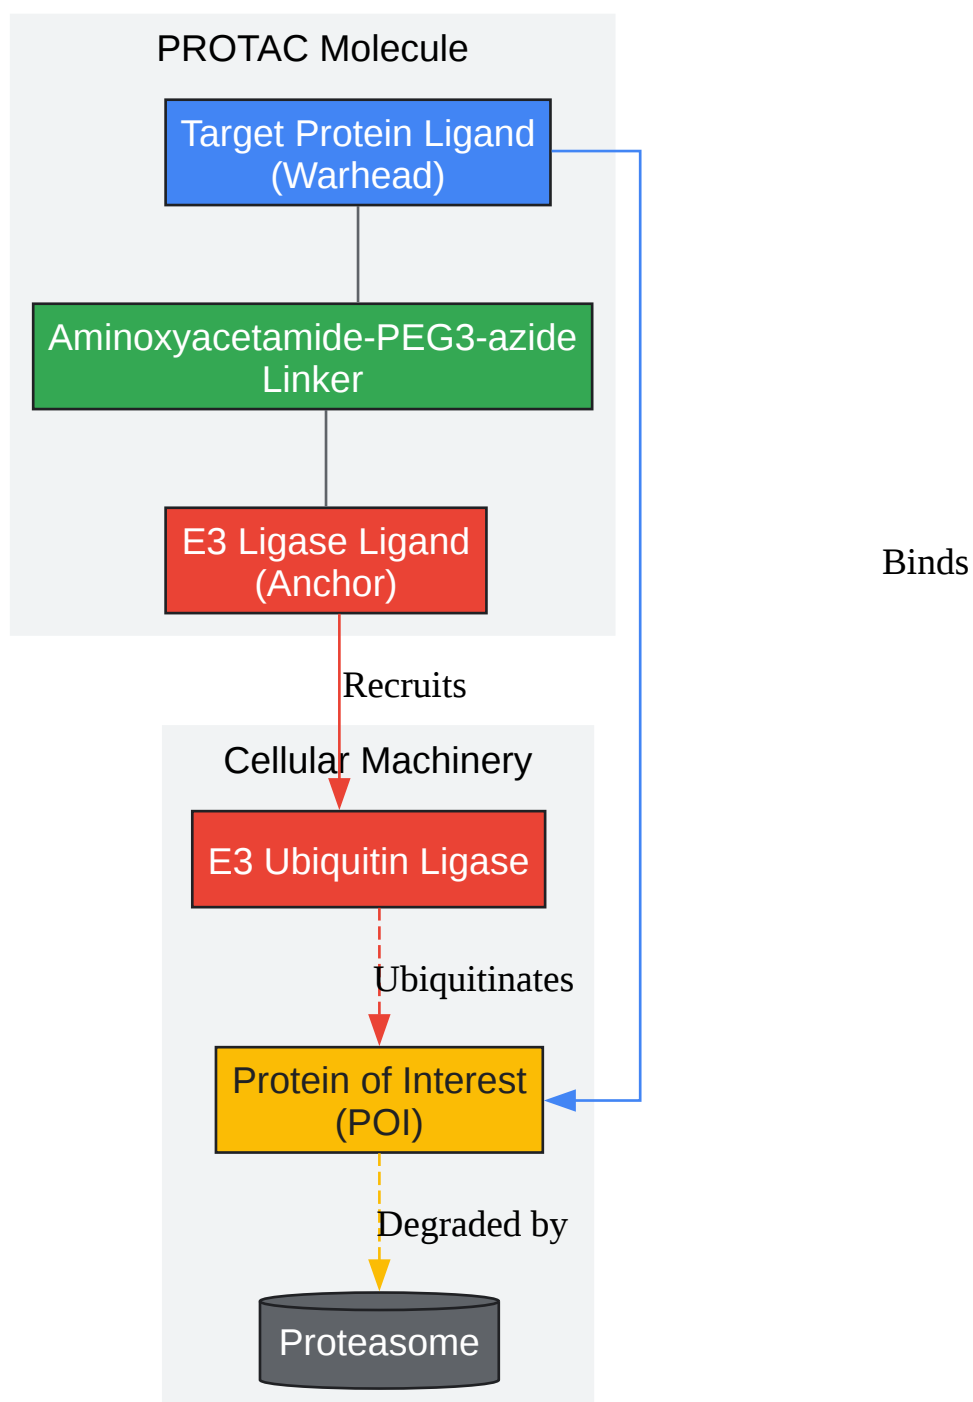 PROTAC Molecule
Target Protein Ligand
(Warhead)
Aminoxyacetamide-PEG3-azide
Linker
E3 Ligase Ligand
(Anchor)
Binds
Recruits
Cellular Machinery
E3 Ubiquitin Ligase
Ubiquitinates
Protein of Interest
(POI)
Degraded by
Proteasome